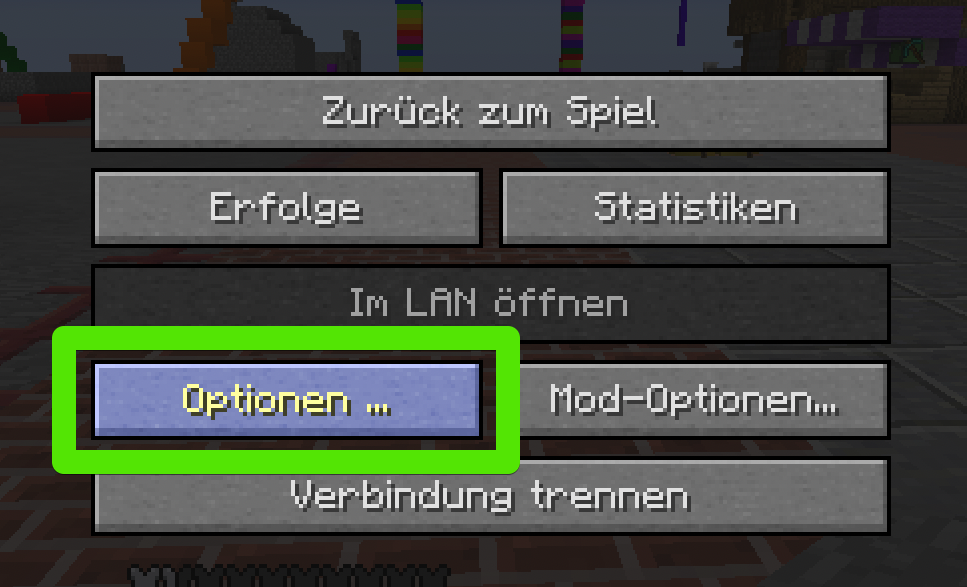 Zurück zum Spiel
Erfolge
Statistiken
Im LAN öffnen
Optionen ...
Mod-Optionen...
Verbindung trennen